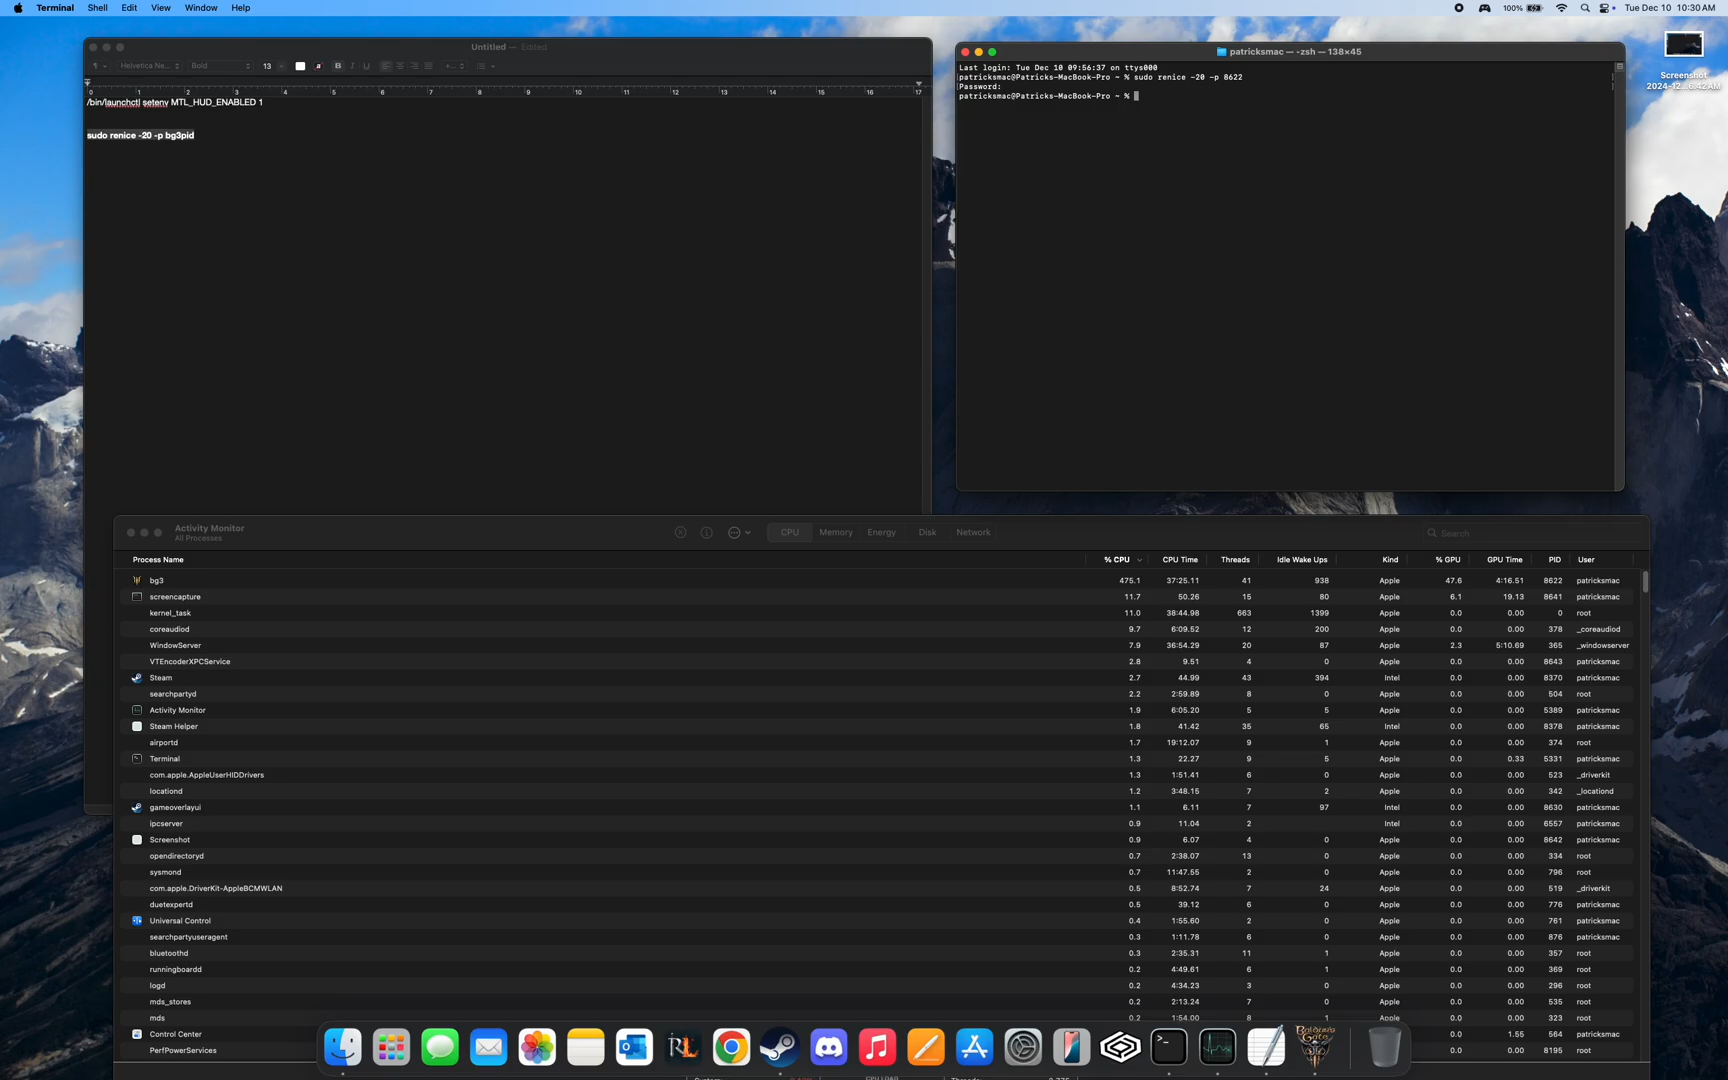 Terminal Shell Edit View Window Help
100% Tue Dec 10 10:30 AM
Untitled — Edited
¶ Helvetica Ne... Bold 13 a B I U
0 1 2 3 4 5 6 7 8 9 10 11 12 13 14 15 16 17
/bin/launchctl setenv MTL_HUD_ENABLED 1
sudo renice -20 -p bg3pid
patricksmac — -zsh — 138×45
Last login: Tue Dec 10 09:56:37 on ttys000
patricksmac@Patricks-MacBook-Pro ~ % sudo renice -20 -p 8622
Password:
patricksmac@Patricks-MacBook-Pro ~ %
Screenshot
2024-12...6.42AM
Activity Monitor
All Processes
CPU Memory Energy Disk Network Search
Process Name % CPU CPU Time Threads Idle Wake Ups Kind % GPU GPU Time PID User
bg3 475.1 37:25.11 41 938 Apple 47.6 4:16.51 8622 patricksmac
screencapture 11.7 50.26 15 80 Apple 6.1 19.13 8641 patricksmac
kernel_task 11.0 38:44.98 663 1399 Apple 0.0 0.00 0 root
coreaudiod 9.7 6:09.52 12 200 Apple 0.0 0.00 378 _coreaudiod
WindowServer 7.9 36:54.29 20 87 Apple 2.3 5:10.69 365 _windowserver
VTEncoderXPCService 2.8 9.51 4 0 Apple 0.0 0.00 8643 patricksmac
Steam 2.7 44.99 43 394 Intel 0.0 0.00 8370 patricksmac
searchpartyd 2.2 2:59.89 8 0 Apple 0.0 0.00 504 root
Activity Monitor 1.9 6:05.20 5 5 Apple 0.0 0.00 5389 patricksmac
Steam Helper 1.8 41.42 35 65 Intel 0.0 0.00 8378 patricksmac
airportd 1.7 19:12.07 9 1 Apple 0.0 0.00 374 root
Terminal 1.3 22.27 9 5 Apple 0.0 0.33 5331 patricksmac
com.apple.AppleUserHIDDrivers 1.3 1:51.41 6 0 Apple 0.0 0.00 523 _driverkit
locationd 1.2 3:48.15 7 2 Apple 0.0 0.00 342 _locationd
gameoverlayui 1.1 6.11 7 97 Intel 0.0 0.00 8630 patricksmac
ipcserver 0.9 11.04 2 Intel 0.0 0.00 6557 patricksmac
Screenshot 0.9 6.07 4 0 Apple 0.0 0.00 8642 patricksmac
opendirectoryd 0.7 2:38.07 13 0 Apple 0.0 0.00 334 root
sysmond 0.7 11:47.55 2 0 Apple 0.0 0.00 796 root
com.apple.DriverKit-AppleBCMWLAN 0.5 8:52.74 7 24 Apple 0.0 0.00 519 _driverkit
duetexpertd 0.5 39.12 6 0 Apple 0.0 0.00 776 patricksmac
Universal Control 0.4 1:55.60 2 0 Apple 0.0 0.00 761 patricksmac
searchpartyuseragent 0.3 1:11.78 6 0 Apple 0.0 0.00 876 patricksmac
bluetoothd 0.3 2:35.31 11 1 Apple 0.0 0.00 357 root
runningboardd 0.2 4:49.61 6 1 Apple 0.0 0.00 369 root
logd 0.2 4:34.23 3 0 Apple 0.0 0.00 296 root
mds_stores 0.2 2:13.24 7 0 Apple 0.0 0.00 535 root
mds 0.2 1:54.00 8 1 Apple 0.0 0.00 323 root
Control Center 0.0 1.55 564 patricksmac
PerfPowerServices 0.0 0.00 8195 root
Baldur's Gate